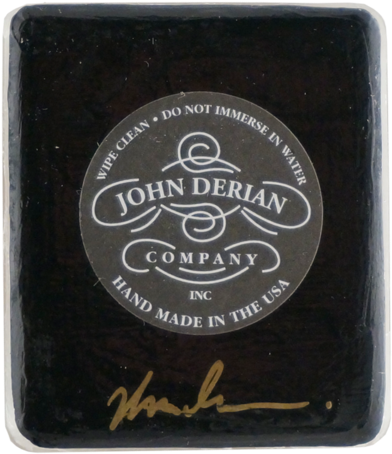 WIPE CLEAN • DO NOT IMMERSE IN WATER
JOHN DERIAN
COMPANY
INC
HAND MADE IN THE USA